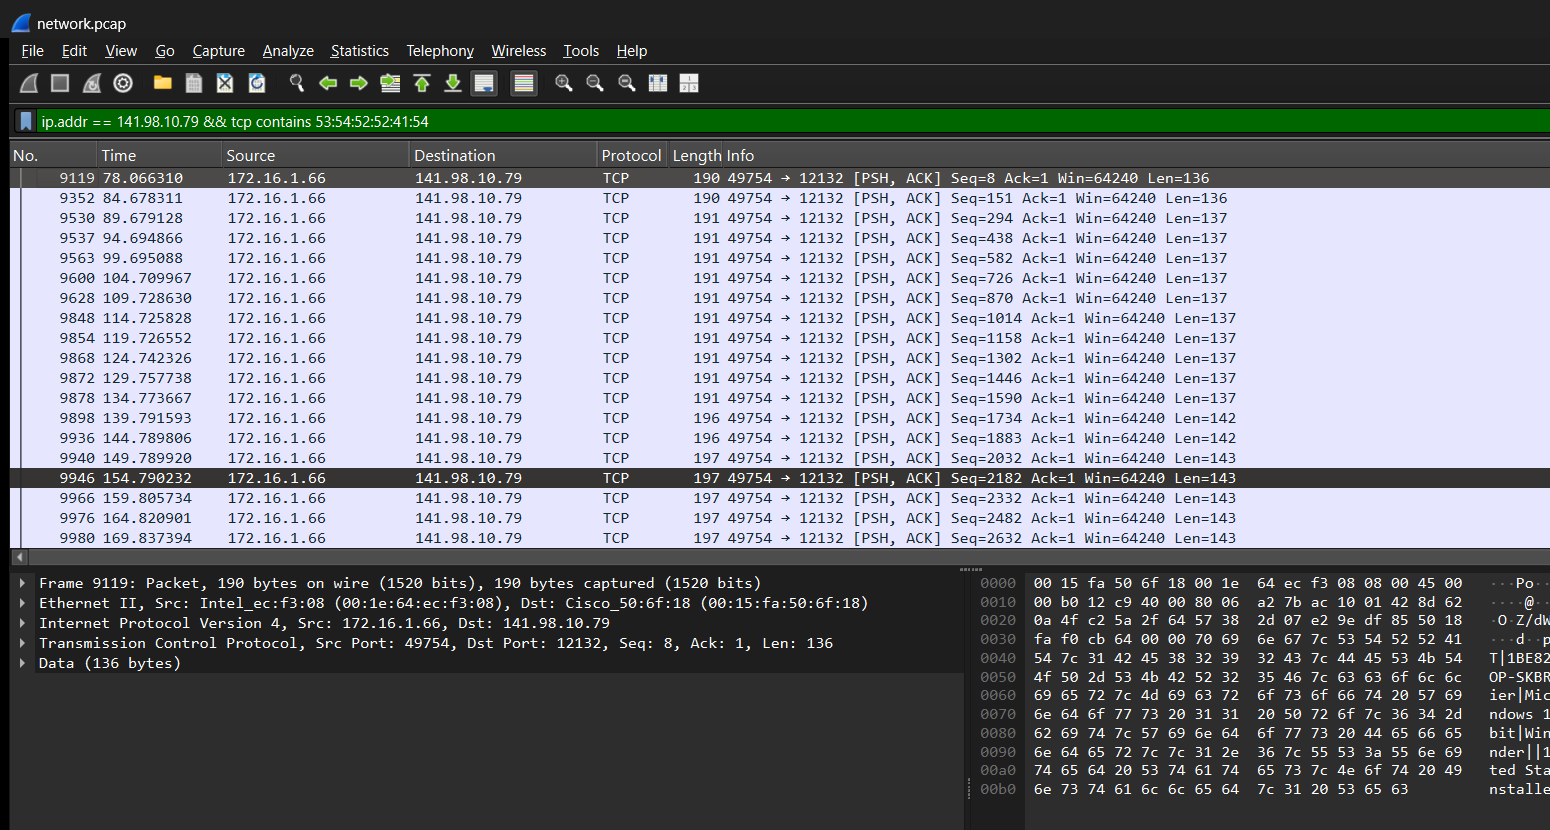 network.pcap
File Edit View Go Capture Analyze Statistics Telephony Wireless Tools Help
ip.addr == 141.98.10.79 && tcp contains 53:54:52:52:41:54
No. Time Source Destination Protocol Length Info
9119 78.066310 172.16.1.66 141.98.10.79 TCP 190 49754 → 12132 [PSH, ACK] Seq=8 Ack=1 Win=64240 Len=136
9352 84.678311 172.16.1.66 141.98.10.79 TCP 190 49754 → 12132 [PSH, ACK] Seq=151 Ack=1 Win=64240 Len=136
9530 89.679128 172.16.1.66 141.98.10.79 TCP 191 49754 → 12132 [PSH, ACK] Seq=294 Ack=1 Win=64240 Len=137
9537 94.694866 172.16.1.66 141.98.10.79 TCP 191 49754 → 12132 [PSH, ACK] Seq=438 Ack=1 Win=64240 Len=137
9563 99.695088 172.16.1.66 141.98.10.79 TCP 191 49754 → 12132 [PSH, ACK] Seq=582 Ack=1 Win=64240 Len=137
9600 104.709967 172.16.1.66 141.98.10.79 TCP 191 49754 → 12132 [PSH, ACK] Seq=726 Ack=1 Win=64240 Len=137
9628 109.728630 172.16.1.66 141.98.10.79 TCP 191 49754 → 12132 [PSH, ACK] Seq=870 Ack=1 Win=64240 Len=137
9848 114.725828 172.16.1.66 141.98.10.79 TCP 191 49754 → 12132 [PSH, ACK] Seq=1014 Ack=1 Win=64240 Len=137
9854 119.726552 172.16.1.66 141.98.10.79 TCP 191 49754 → 12132 [PSH, ACK] Seq=1158 Ack=1 Win=64240 Len=137
9868 124.742326 172.16.1.66 141.98.10.79 TCP 191 49754 → 12132 [PSH, ACK] Seq=1302 Ack=1 Win=64240 Len=137
9872 129.757738 172.16.1.66 141.98.10.79 TCP 191 49754 → 12132 [PSH, ACK] Seq=1446 Ack=1 Win=64240 Len=137
9878 134.773667 172.16.1.66 141.98.10.79 TCP 191 49754 → 12132 [PSH, ACK] Seq=1590 Ack=1 Win=64240 Len=137
9898 139.791593 172.16.1.66 141.98.10.79 TCP 196 49754 → 12132 [PSH, ACK] Seq=1734 Ack=1 Win=64240 Len=142
9936 144.789806 172.16.1.66 141.98.10.79 TCP 196 49754 → 12132 [PSH, ACK] Seq=1883 Ack=1 Win=64240 Len=142
9940 149.789920 172.16.1.66 141.98.10.79 TCP 197 49754 → 12132 [PSH, ACK] Seq=2032 Ack=1 Win=64240 Len=143
9946 154.790232 172.16.1.66 141.98.10.79 TCP 197 49754 → 12132 [PSH, ACK] Seq=2182 Ack=1 Win=64240 Len=143
9966 159.805734 172.16.1.66 141.98.10.79 TCP 197 49754 → 12132 [PSH, ACK] Seq=2332 Ack=1 Win=64240 Len=143
9976 164.820901 172.16.1.66 141.98.10.79 TCP 197 49754 → 12132 [PSH, ACK] Seq=2482 Ack=1 Win=64240 Len=143
9980 169.837394 172.16.1.66 141.98.10.79 TCP 197 49754 → 12132 [PSH, ACK] Seq=2632 Ack=1 Win=64240 Len=143
Frame 9119: Packet, 190 bytes on wire (1520 bits), 190 bytes captured (1520 bits)
Ethernet II, Src: Intel_ec:f3:08 (00:1e:64:ec:f3:08), Dst: Cisco_50:6f:18 (00:15:fa:50:6f:18)
Internet Protocol Version 4, Src: 172.16.1.66, Dst: 141.98.10.79
Transmission Control Protocol, Src Port: 49754, Dst Port: 12132, Seq: 8, Ack: 1, Len: 136
Data (136 bytes)
0000 00 15 fa 50 6f 18 00 1e 64 ec f3 08 08 00 45 00 ···Po··
0010 00 b0 12 c9 40 00 80 06 a2 7b ac 10 01 42 8d 62 ····@··
0020 0a 4f c2 5a 2f 64 57 38 2d 07 e2 9e df 85 50 18 ·O·Z/dW
0030 fa f0 cb 64 00 00 70 69 6e 67 7c 53 54 52 52 41 ···d··p
0040 54 7c 31 42 45 38 32 39 32 43 7c 44 45 53 4b 54 T|1BE82
0050 4f 50 2d 53 4b 42 52 32 35 46 7c 63 63 6f 6c 6c OP-SKBR
0060 69 65 72 7c 4d 69 63 72 6f 73 6f 66 74 20 57 69 ier|Mic
0070 6e 64 6f 77 73 20 31 31 20 50 72 6f 7c 36 34 2d ndows 1
0080 62 69 74 7c 57 69 6e 64 6f 77 73 20 44 65 66 65 bit|Win
0090 6e 64 65 72 7c 7c 31 2e 36 7c 55 53 3a 55 6e 69 nder||1
00a0 74 65 64 20 53 74 61 74 65 73 7c 4e 6f 74 20 49 ted Sta
00b0 6e 73 74 61 6c 6c 65 64 7c 31 20 53 65 63 nstalle